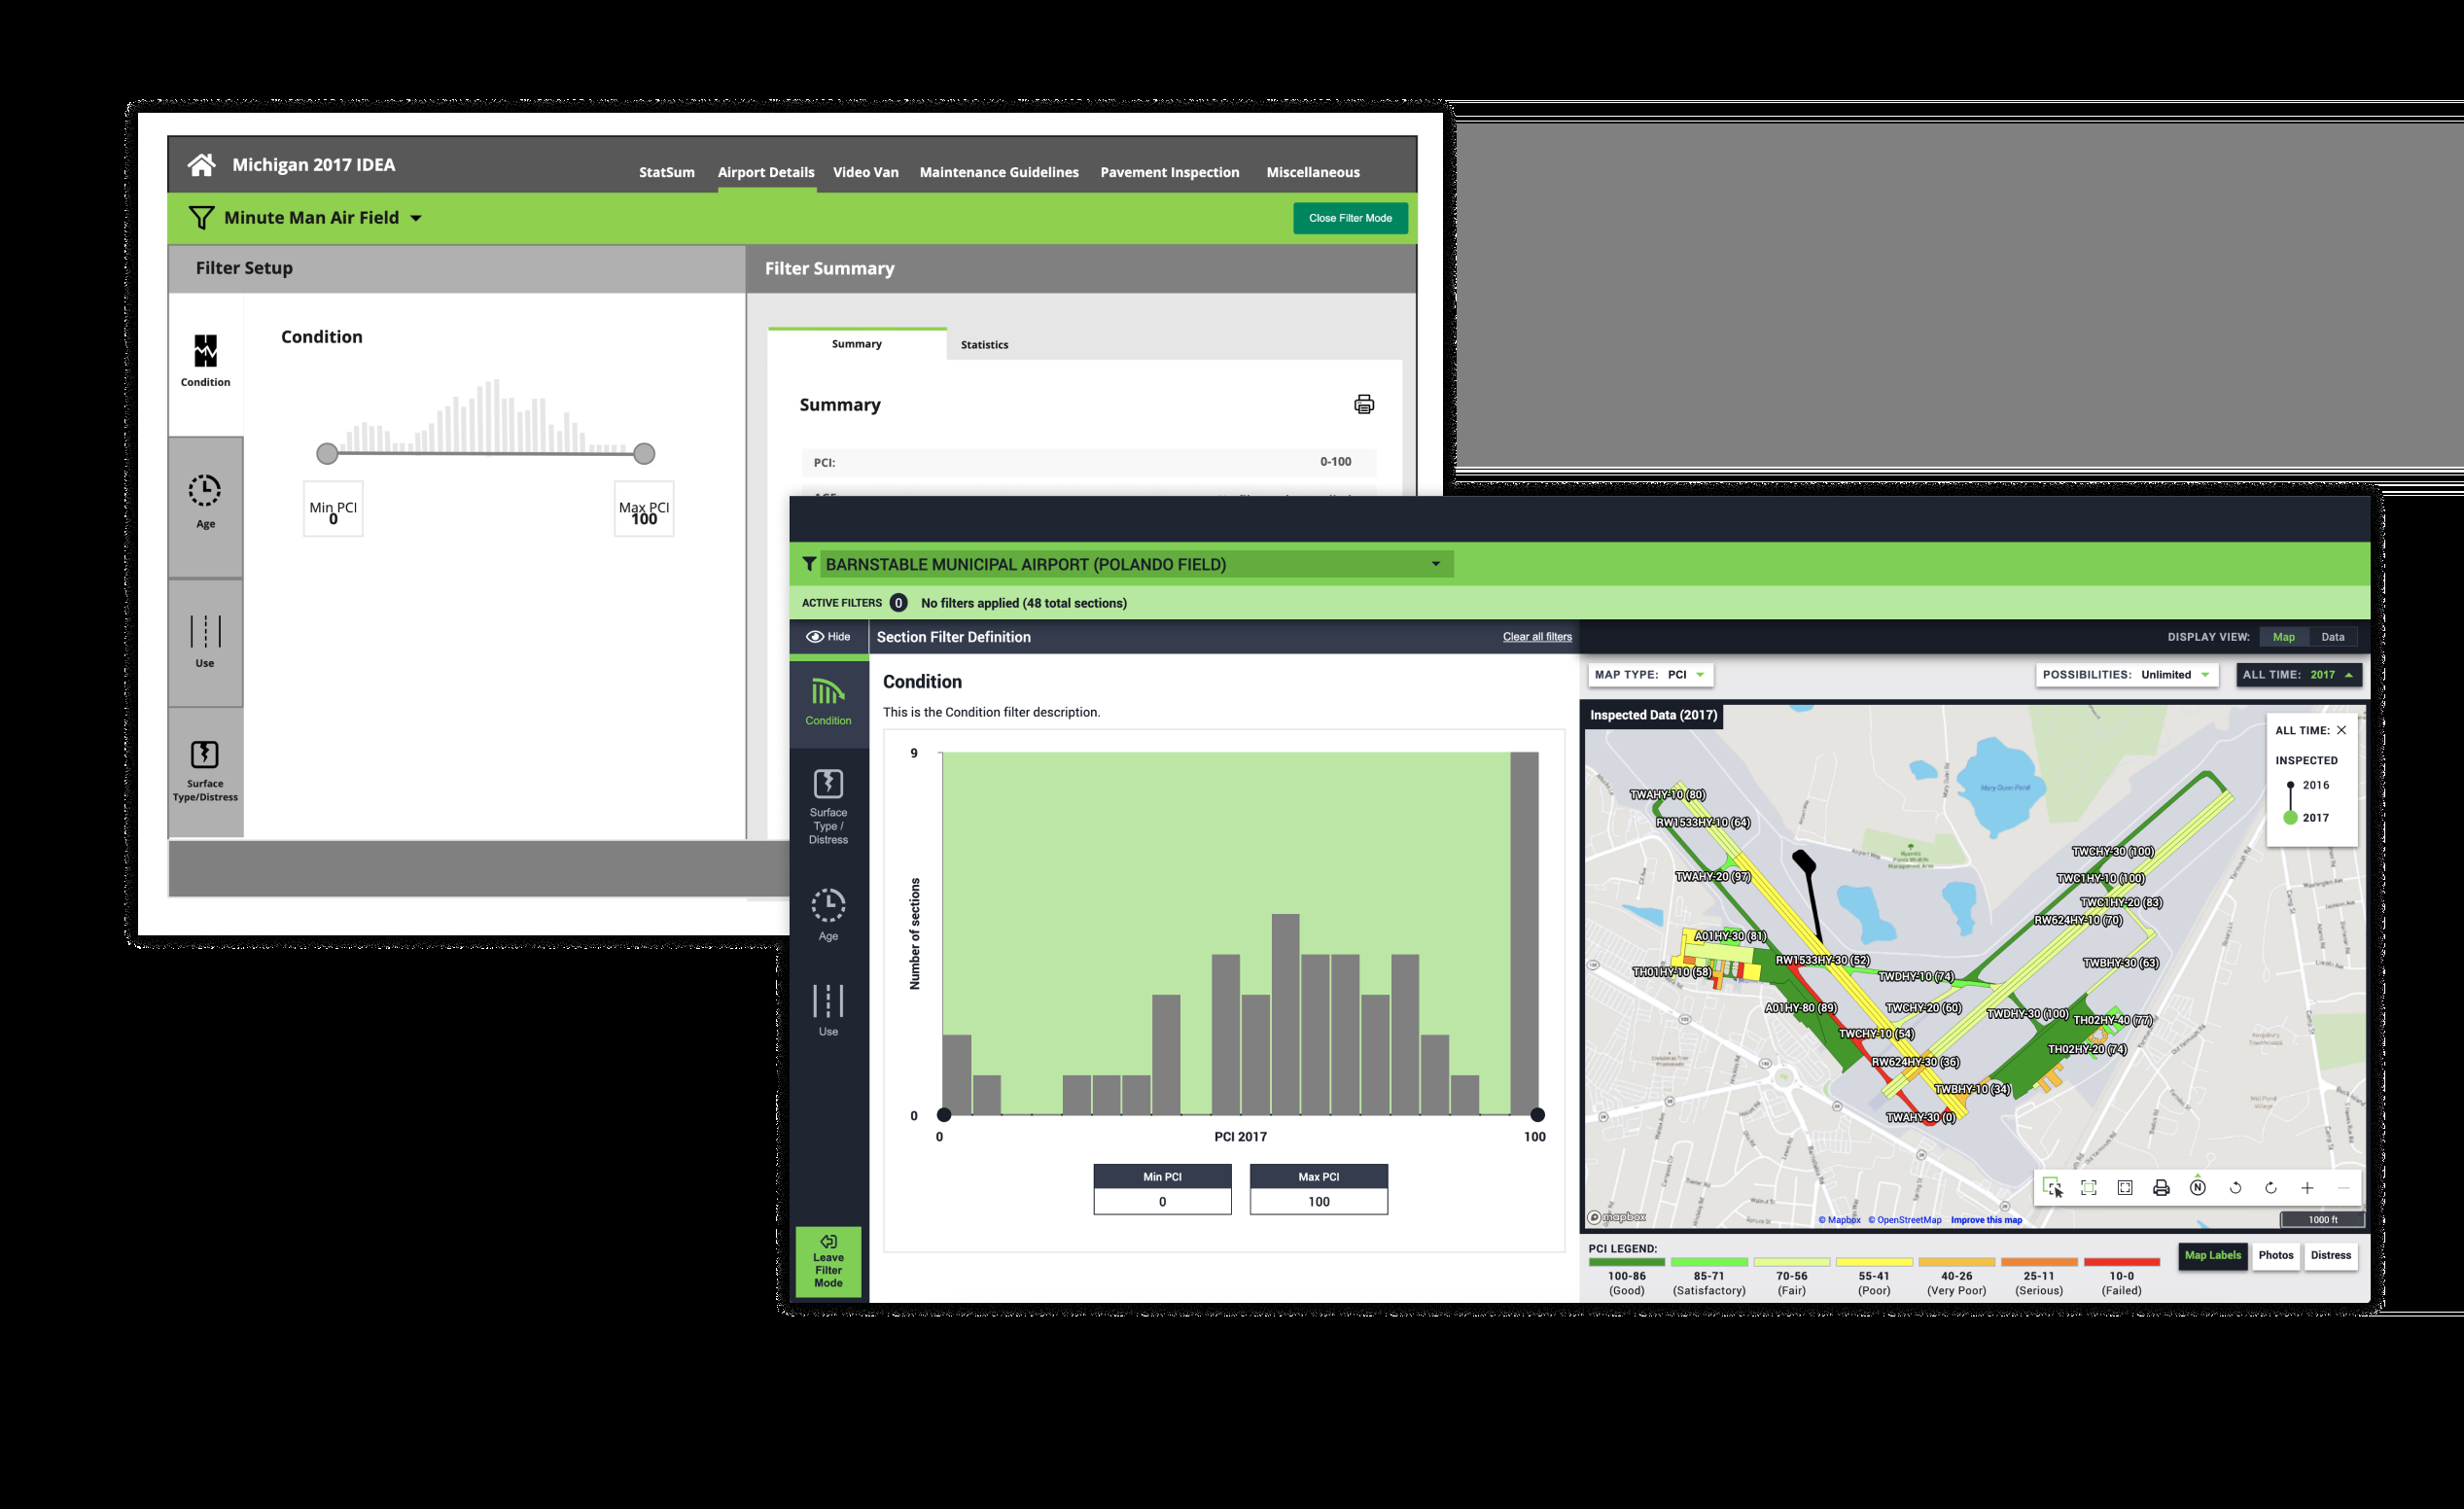 Michigan 2017 IDEA
StatSum Airport Details Video Van Maintenance Guidelines Pavement Inspection Miscellaneous
Minute Man Air Field
Close Filter Mode
Filter Setup
Filter Summary
Condition
Age
Use
Surface
Type/Distress
Condition
Min PCI
0
Max PCI
100
Summary Statistics
Summary
PCI: 0-100
BARNSTABLE MUNICIPAL AIRPORT (POLANDO FIELD)
ACTIVE FILTERS 0 No filters applied (48 total sections)
Hide
Section Filter Definition
Clear all filters
DISPLAY VIEW: Map Data
Condition
Surface
Type /
Distress
Age
Use
Leave
Filter
Mode
Condition
This is the Condition filter description.
9
Number of sections
0
0 PCI 2017 100
Min PCI
0
Max PCI
100
MAP TYPE: PCI
POSSIBILITIES: Unlimited
ALL TIME: 2017
Inspected Data (2017)
ALL TIME:
INSPECTED
2016
2017
Mary Dunn Pond
TWAHY-10 (80)
RW1533HY-10 (64)
TWAHY-20 (97)
TWCHY-30 (100)
TWC1HY-10 (100)
TWC1HY-20 (83)
RW624HY-10 (70)
A01HY-30 (81)
RW1533HY-30 (52)
TWBHY-30 (63)
TH01HY-10 (58)
TWDHY-10 (74)
A01HY-80 (89)
TWCHY-20 (60)
TWDHY-30 (100)
TH02HY-40 (77)
TWCHY-10 (54)
TH02HY-20 (74)
RW624HY-30 (36)
TWBHY-10 (34)
TWAHY-30 (0)
N
mapbox
© Mapbox © OpenStreetMap Improve this map
1000 ft
PCI LEGEND:
100-86
(Good)
85-71
(Satisfactory)
70-56
(Fair)
55-41
(Poor)
40-26
(Very Poor)
25-11
(Serious)
10-0
(Failed)
Map Labels Photos Distress